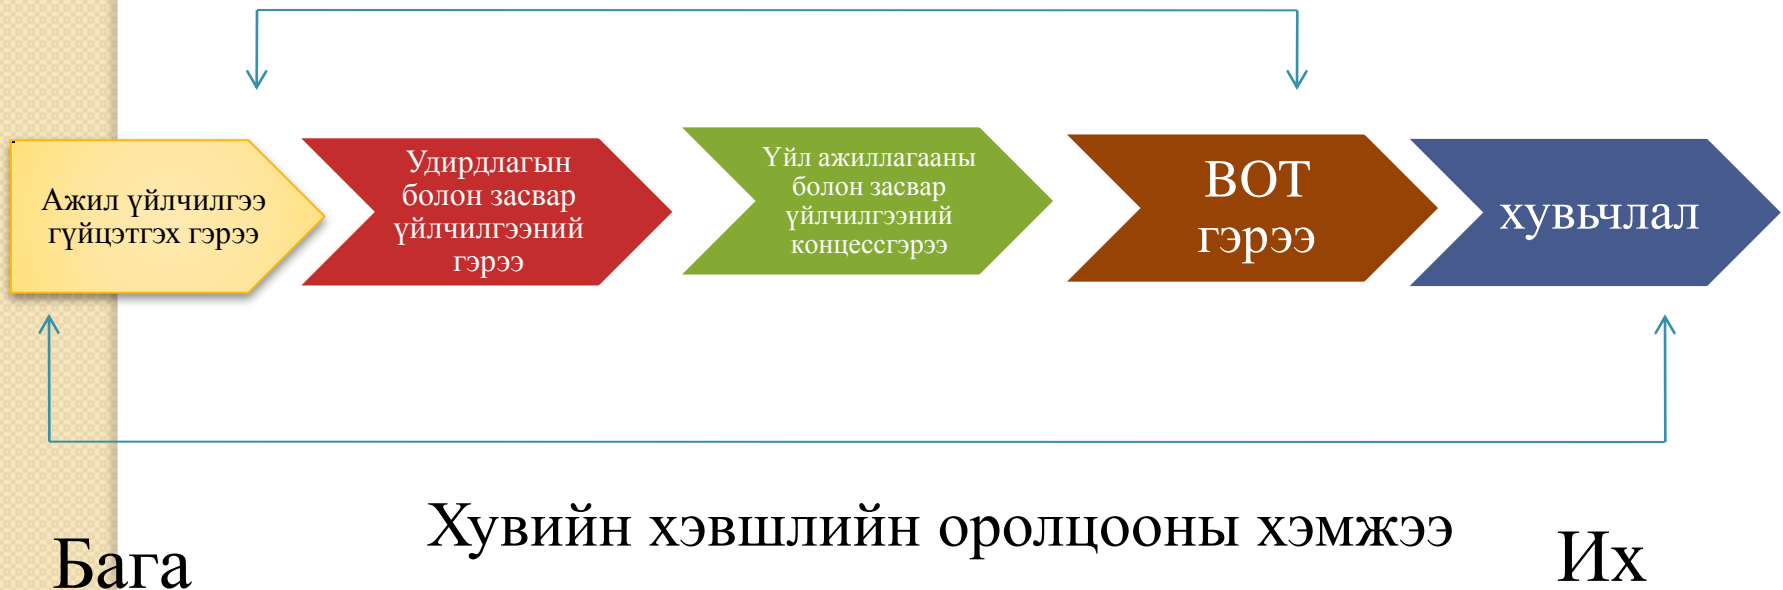 Ажил үйлчилгээ
гүйцэтгэх гэрээ
Удирдлагын
болон засвар
үйлчилгээний
гэрээ
Үйл ажиллагааны
болон засвар
үйлчилгээний
концессгэрээ
BOT
гэрээ
хувьчлал
Хувийн хэвшлийн оролцооны хэмжээ
Бага
Их